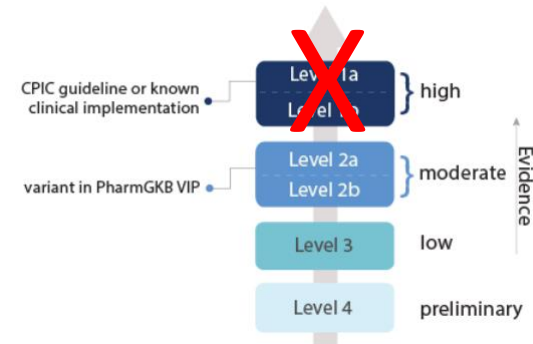 Level 1a
CPIC guideline or known
clinical implementation
Level 1b
high
Level 2a
variant in PharmGKB VIP
Level 2b
moderate
Evidence
Level 3
low
Level 4
preliminary